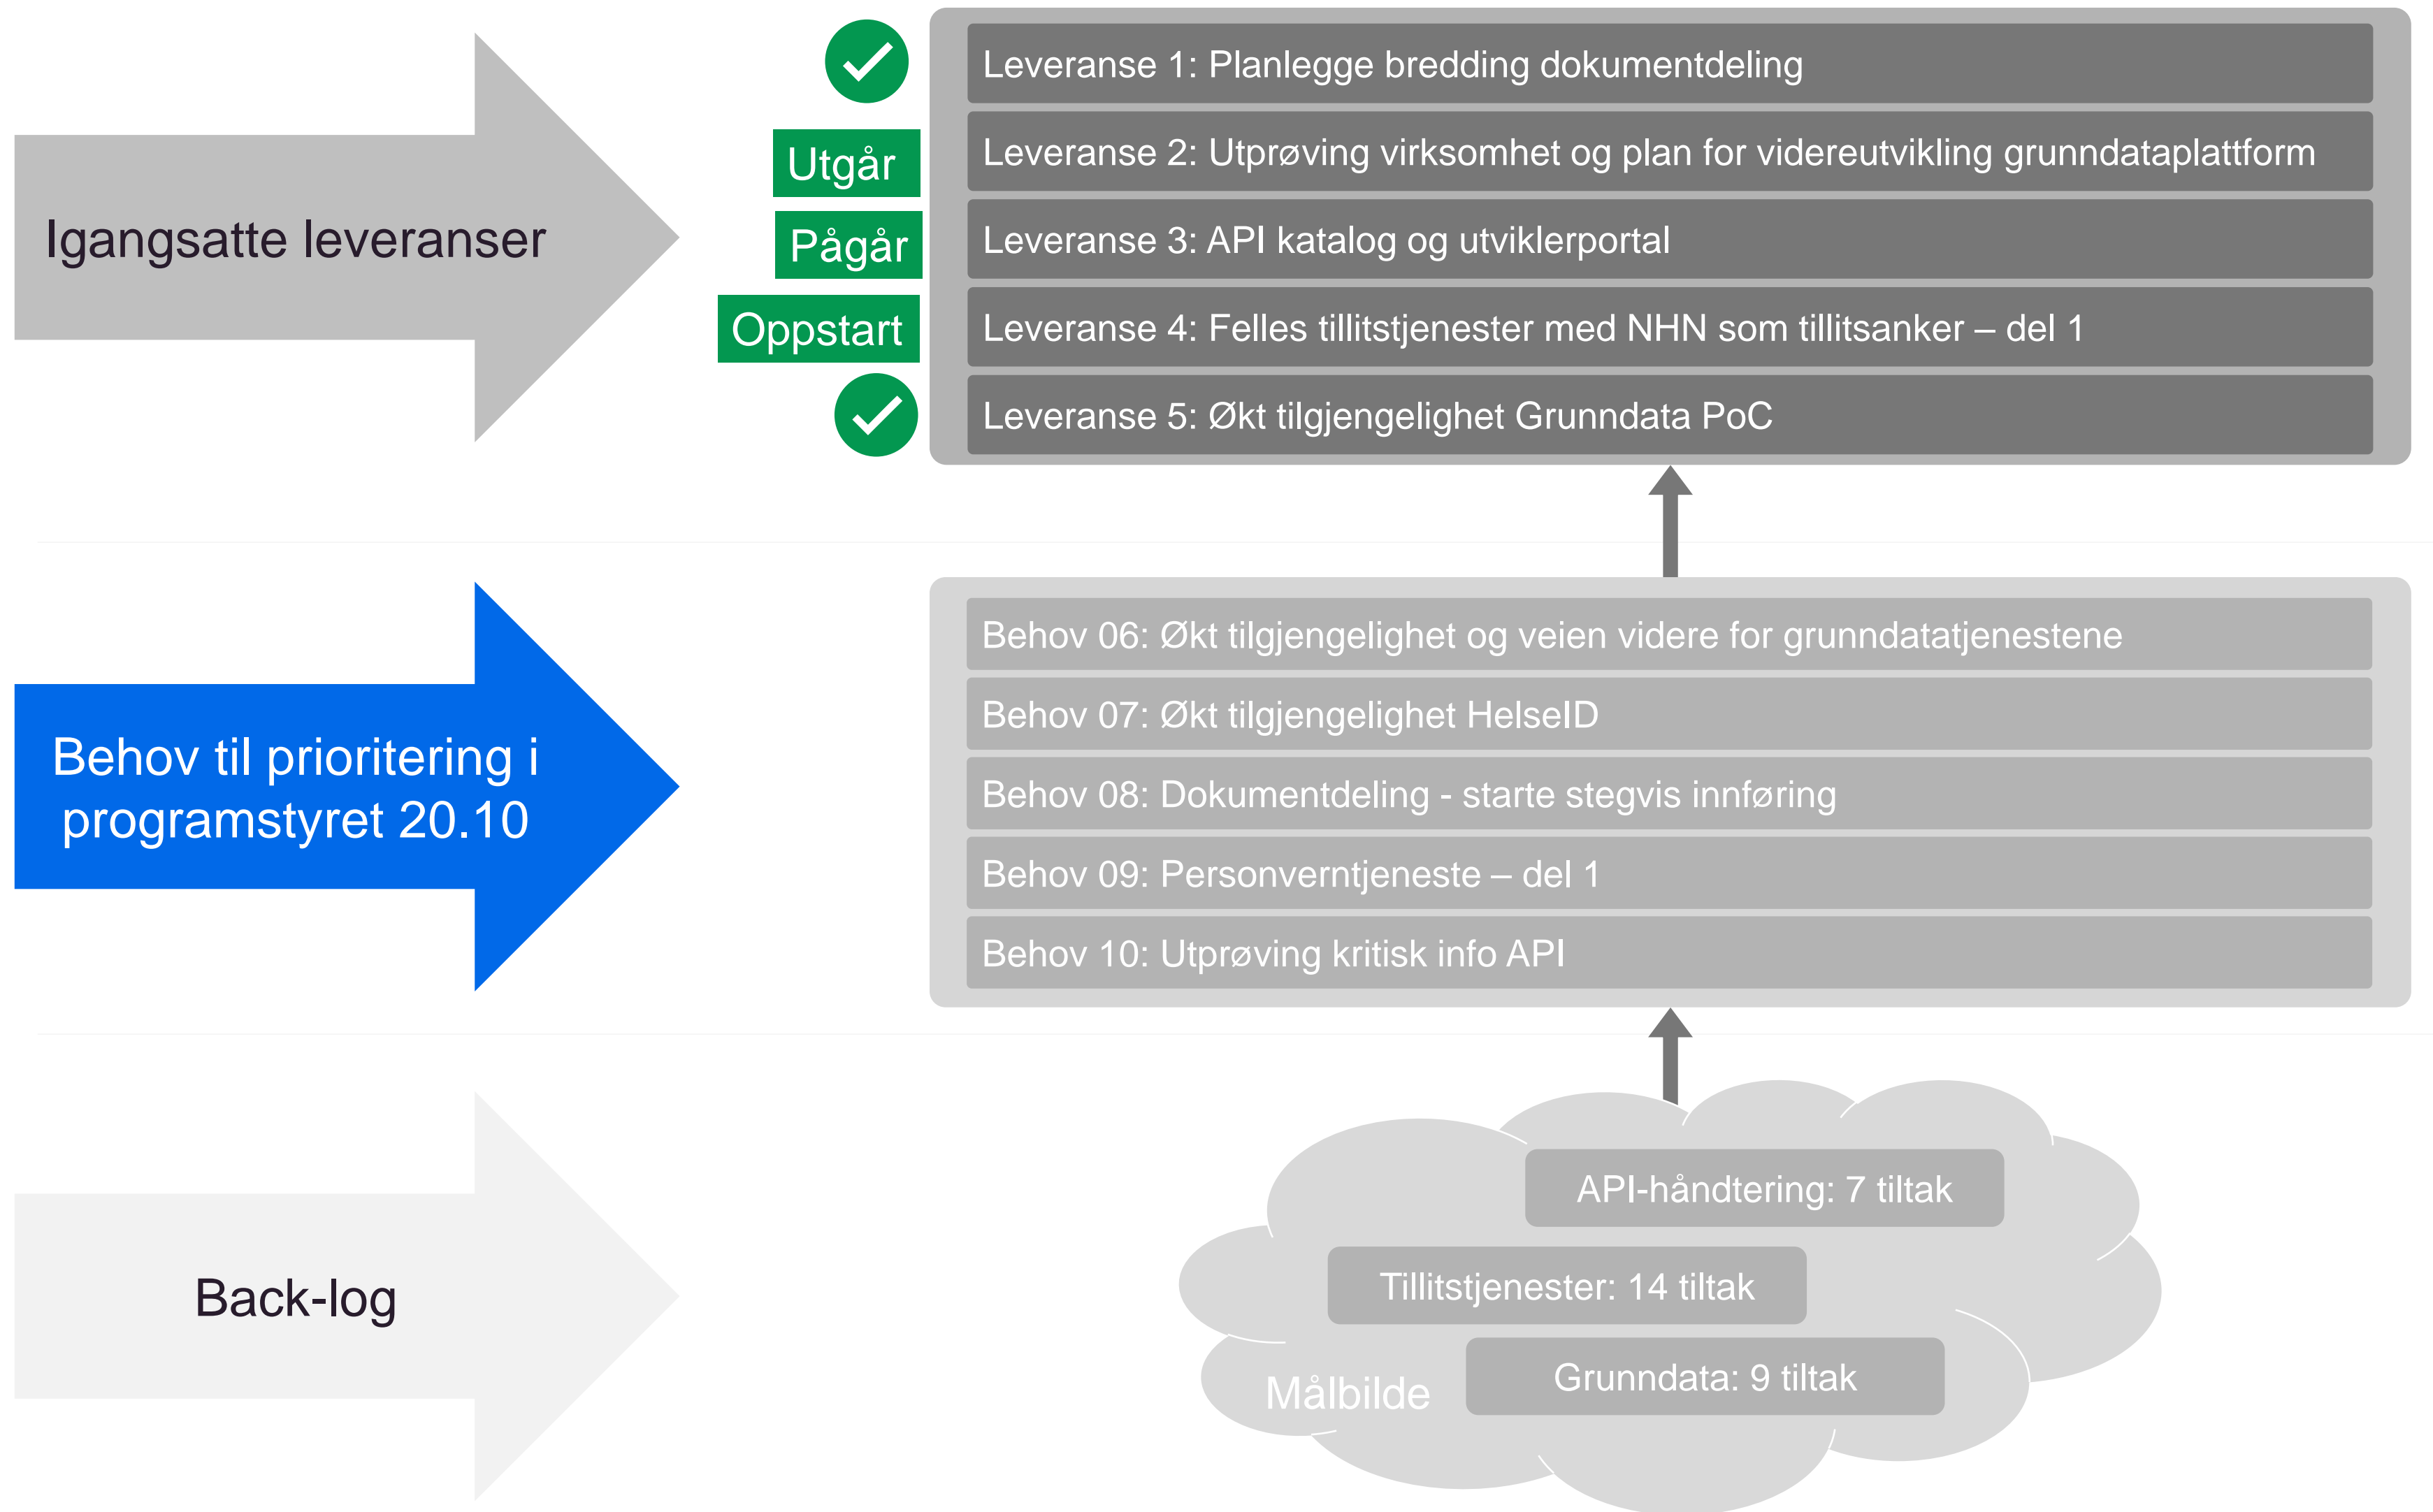 Igangsatte leveranser
Leveranse 1: Planlegge bredding dokumentdeling
Utgår
Leveranse 2: Utprøving virksomhet og plan for videreutvikling grunndataplattform
Pågår
Leveranse 3: API katalog og utviklerportal
Oppstart
Leveranse 4: Felles tillitstjenester med NHN som tillitsanker – del 1
Leveranse 5: Økt tilgjengelighet Grunndata PoC
Behov til prioritering i
programstyret 20.10
Behov 06: Økt tilgjengelighet og veien videre for grunndatatjenestene
Behov 07: Økt tilgjengelighet HelseID
Behov 08: Dokumentdeling - starte stegvis innføring
Behov 09: Personverntjeneste – del 1
Behov 10: Utprøving kritisk info API
Back-log
API-håndtering: 7 tiltak
Tillitstjenester: 14 tiltak
Grunndata: 9 tiltak
Målbilde